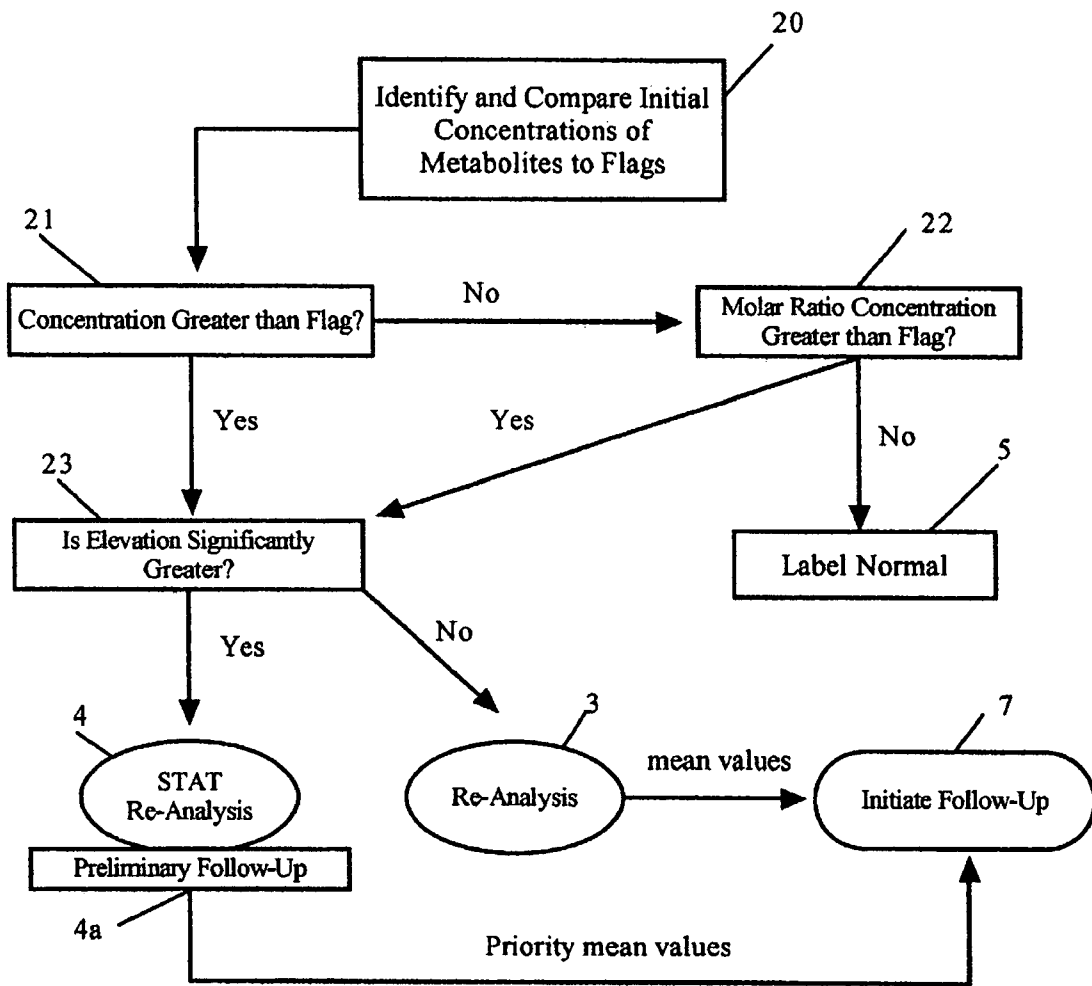 20
Identify and Compare Initial
Concentrations of
Metabolites to Flags
21
22
Concentration Greater than Flag?
No
Molar Ratio Concentration
Greater than Flag?
Yes
Yes
No
23
5
Is Elevation Significantly
Greater?
Label Normal
Yes
No
4
3
7
STAT
Re-Analysis
Re-Analysis
mean values
Initiate Follow-Up
Preliminary Follow-Up
4a
Priority mean values